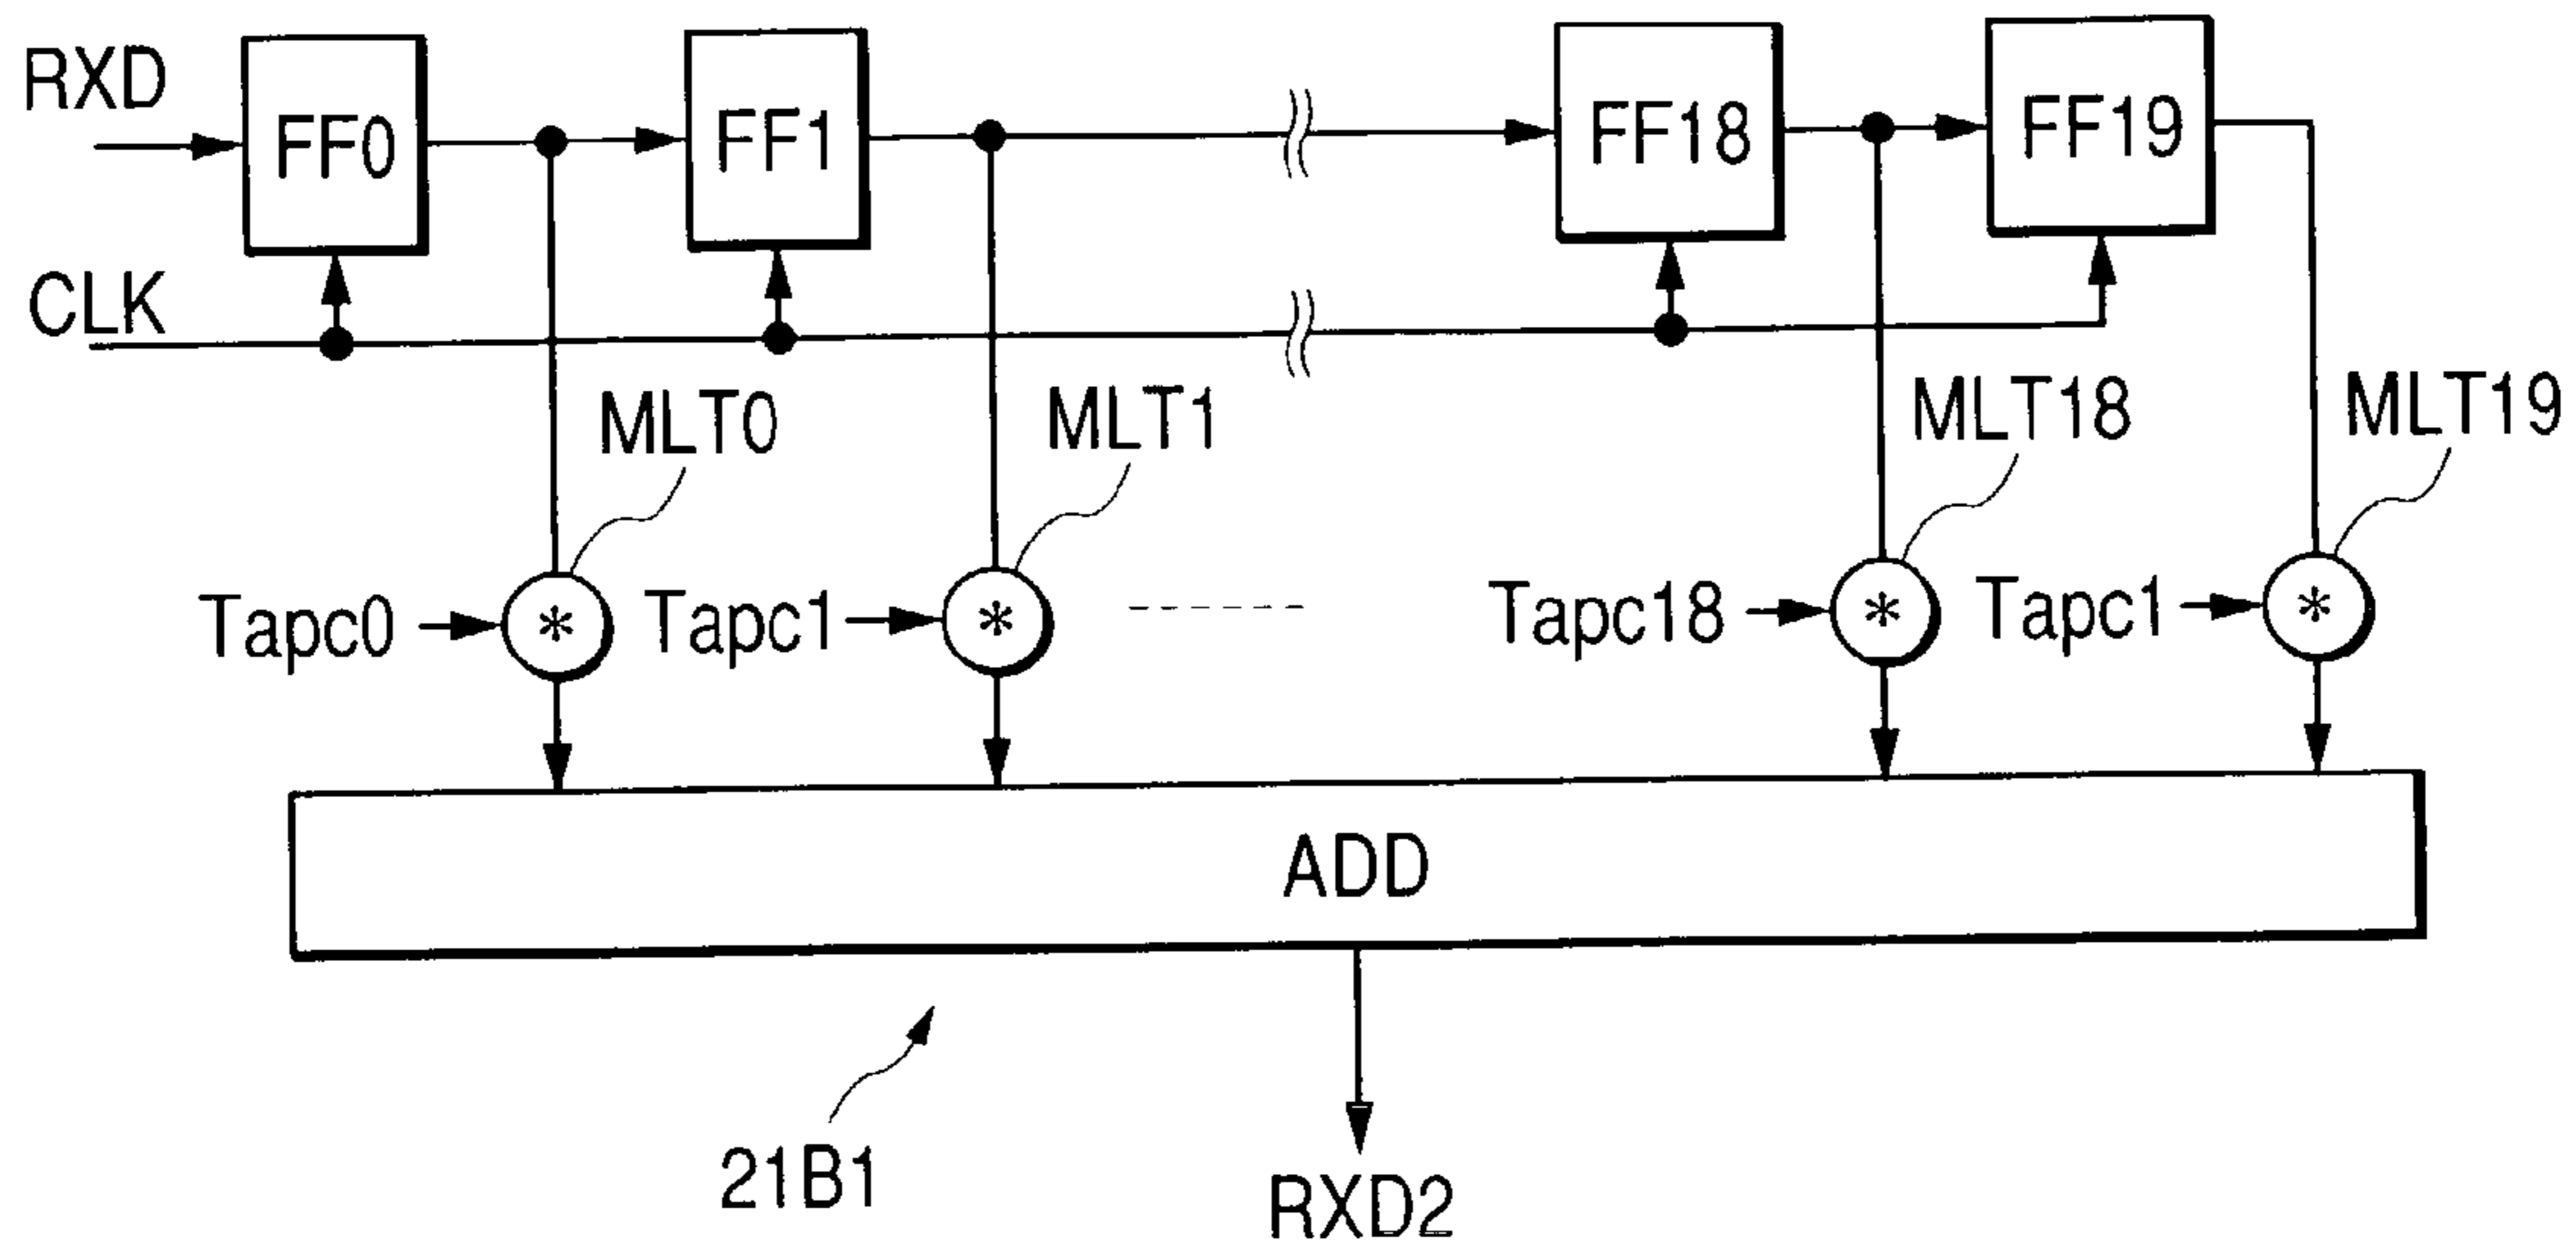 RXD
FF0
FF1
FF18
FF19
CLK
MLT0
MLT1
MLT18
MLT19
Tapc0
*
Tapc1
*
Tapc18
*
Tapc1
*
ADD
21B1
RXD2